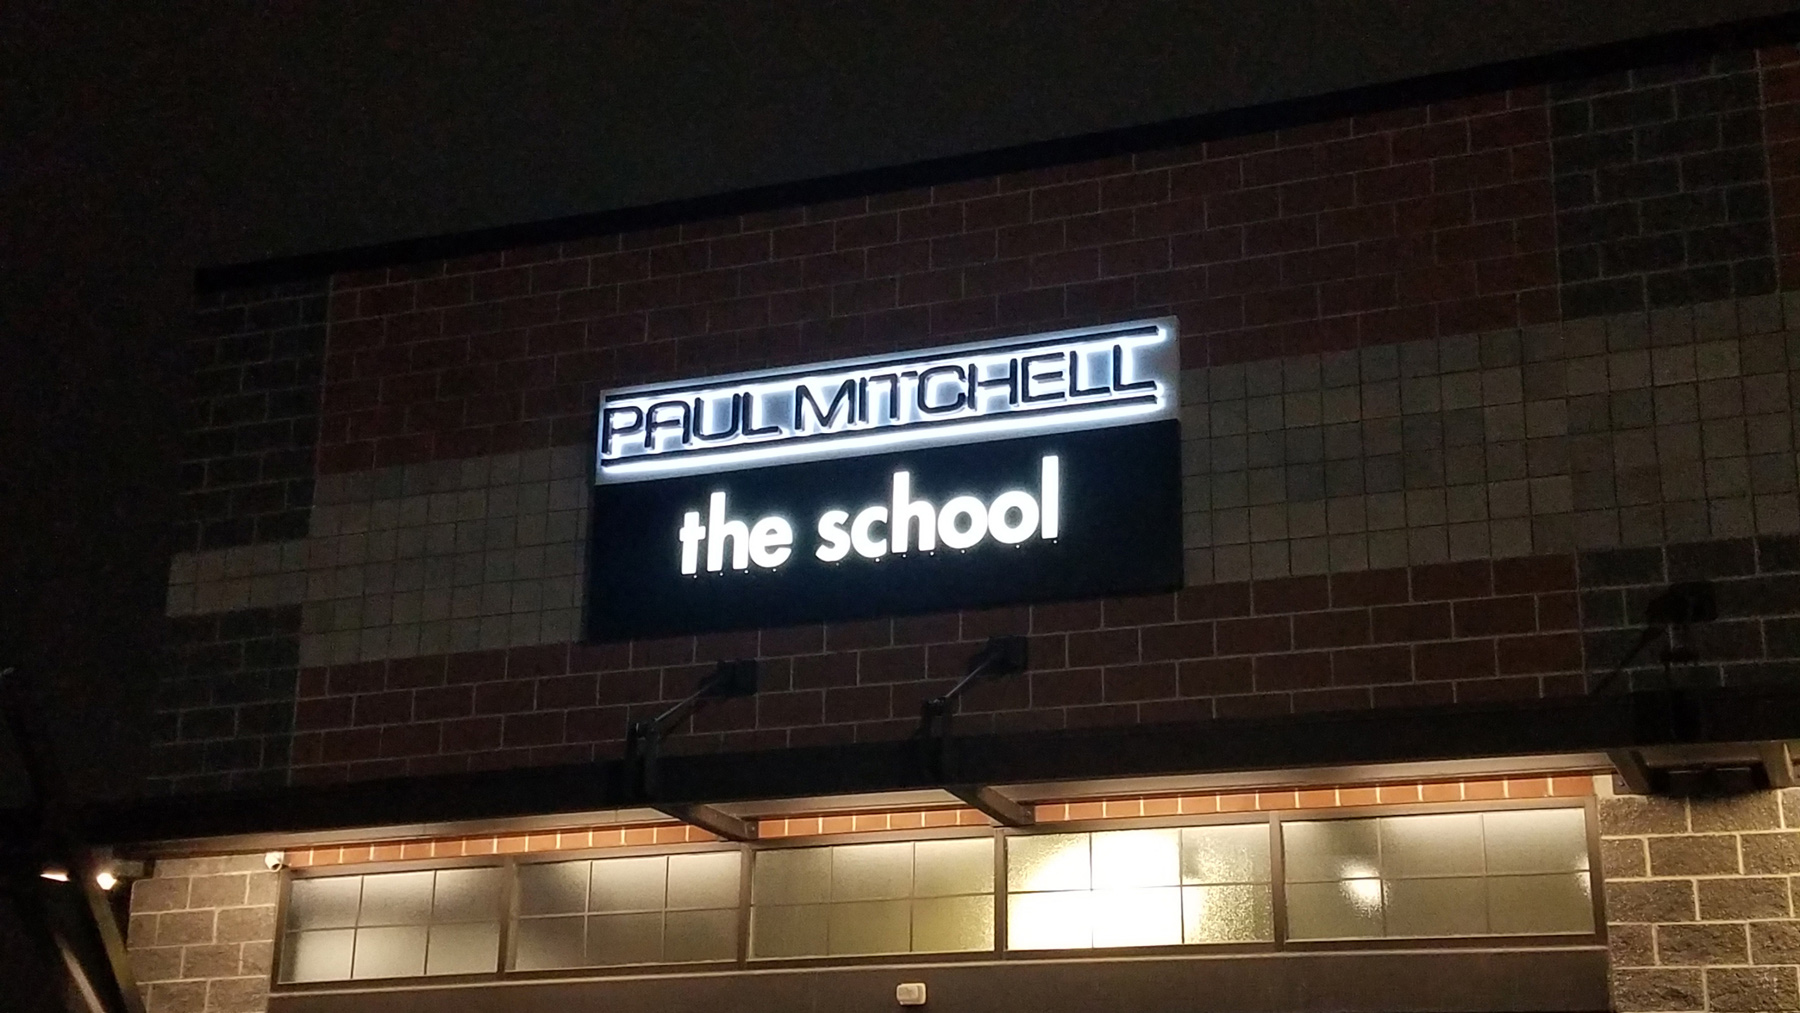 PAUL MITCHELL
the school